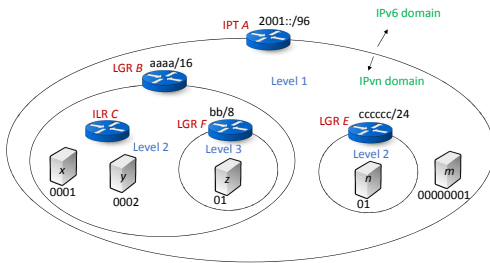 IPT A 2001::/96
IPv6 domain
LGR B aaaa/16
Level 1
IPvn domain
ILR C
LGR F bb/8
LGR E cccccc/24
Level 2
Level 3
Level 2
x
y
z
n
m
0001
0002
01
01
00000001